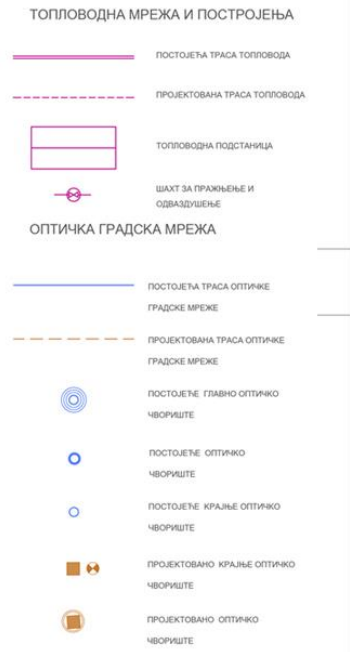 ТОПЛОВОДНА МРЕЖА И ПОСТРОЈЕЊА
ПОСТОЈЕЋА ТРАСА ТОПЛОВОДА
ПРОЈЕКТОВАНА ТРАСА ТОПЛОВОДА
ТОПЛОВОДНА ПОДСТАНИЦА
ШАХТ ЗА ПРАЖЊЕЊЕ И
ОДВАЗДУШЕЊЕ
ОПТИЧКА ГРАДСКА МРЕЖА
ПОСТОЈЕЋА ТРАСА ОПТИЧКЕ
ГРАДСКЕ МРЕЖЕ
ПРОЈЕКТОВАНА ТРАСА ОПТИЧКЕ
ГРАДСКЕ МРЕЖЕ
ПОСТОЈЕЋЕ ГЛАВНО ОПТИЧКО
ЧВОРИШТЕ
ПОСТОЈЕЋЕ ОПТИЧКО
ЧВОРИШТЕ
ПОСТОЈЕЋЕ КРАЈЊЕ ОПТИЧКО
ЧВОРИШТЕ
ПРОЈЕКТОВАНО КРАЈЊЕ ОПТИЧКО
ЧВОРИШТЕ
ПРОЈЕКТОВАНО ОПТИЧКО
ЧВОРИШТЕ